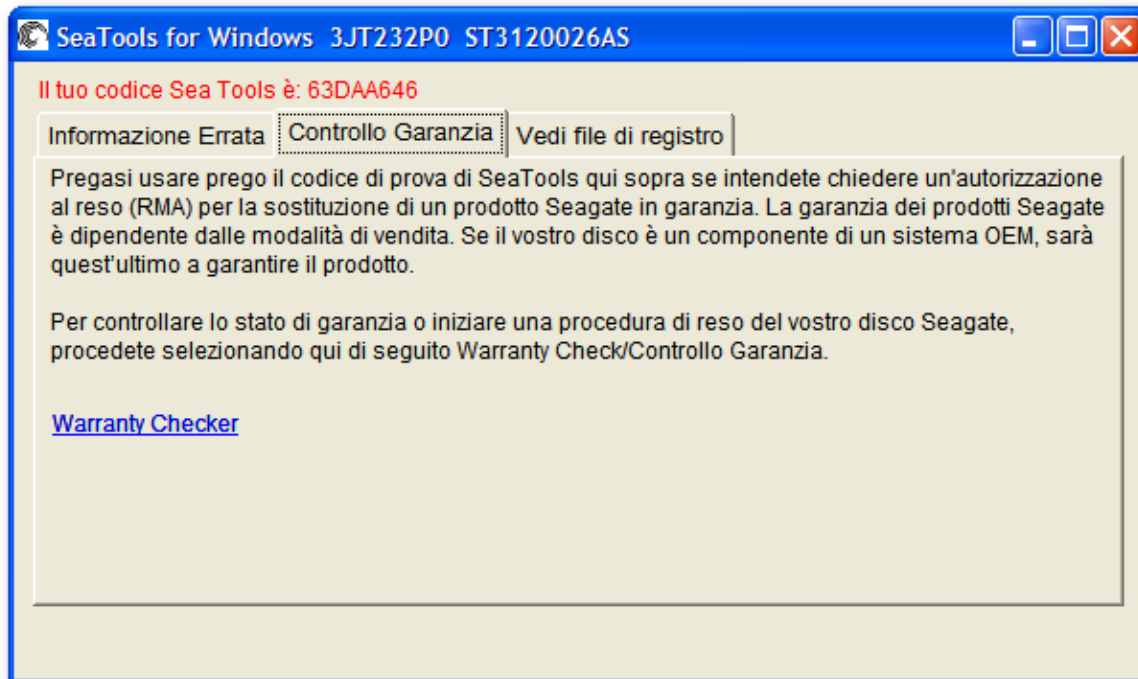 SeaTools for Windows 3JT232P0 ST3120026AS
Il tuo codice Sea Tools è: 63DAA646
Informazione Errata Controllo Garanzia Vedi file di registro
Pregasi usare prego il codice di prova di SeaTools qui sopra se intendete chiedere un'autorizzazione
al reso (RMA) per la sostituzione di un prodotto Seagate in garanzia. La garanzia dei prodotti Seagate
è dipendente dalle modalità di vendita. Se il vostro disco è un componente di un sistema OEM, sarà
quest'ultimo a garantire il prodotto.
Per controllare lo stato di garanzia o iniziare una procedura di reso del vostro disco Seagate,
procedete selezionando qui di seguito Warranty Check/Controllo Garanzia.
Warranty Checker